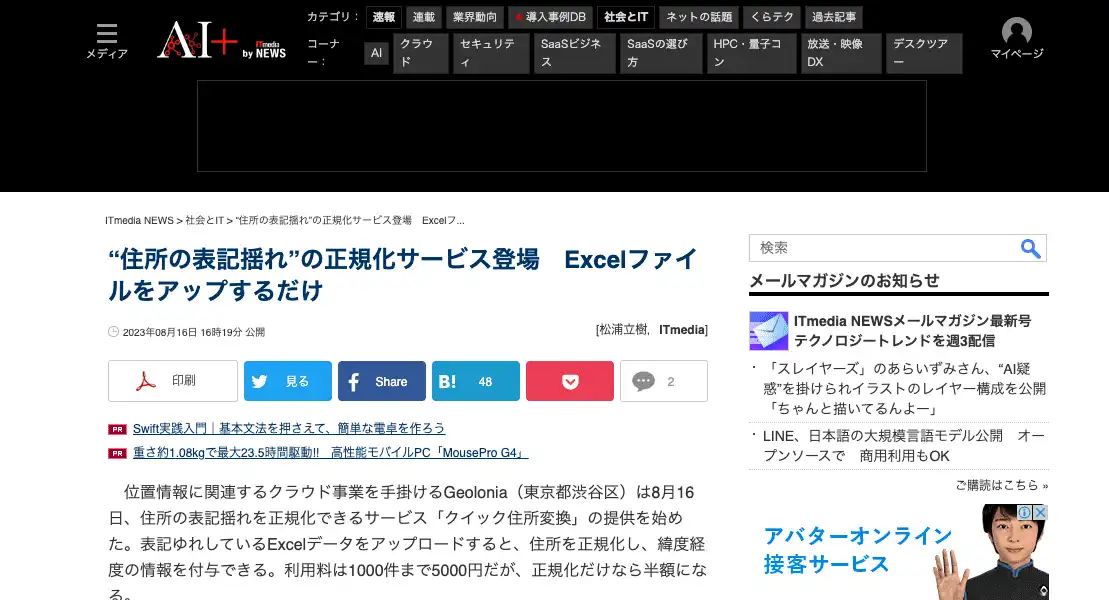 カテゴリ： 速報 連載 業界動向 導入事例DB 社会とIT ネットの話題 くらテク 過去記事
メディア
AI+ by ITmedia NEWS
コーナー： AI クラウド セキュリティ SaaSビジネス SaaSの選び方 HPC・量子コン 放送・映像DX デスクツアー
マイページ
ITmedia NEWS > 社会とIT > “住所の表記揺れ”の正規化サービス登場　Excelフ...
“住所の表記揺れ”の正規化サービス登場　Excelファイ
ルをアップするだけ
2023年08月16日 16時19分 公開
[松浦立樹, ITmedia]
印刷 見る Share B! 48 2
PR Swift実践入門｜基本文法を押さえて、簡単な電卓を作ろう
PR 重さ約1.08kgで最大23.5時間駆動!!　高性能モバイルPC「MousePro G4」
　位置情報に関連するクラウド事業を手掛けるGeolonia（東京都渋谷区）は8月16
日、住所の表記揺れを正規化できるサービス「クイック住所変換」の提供を始め
た。表記ゆれしているExcelデータをアップロードすると、住所を正規化し、緯度経
度の情報を付与できる。利用料は1000件まで5000円だが、正規化だけなら半額にな
る。
検索
メールマガジンのお知らせ
ITmedia NEWSメールマガジン最新号
テクノロジートレンドを週3配信
・「スレイヤーズ」のあらいずみさん、“AI疑
惑”を掛けられイラストのレイヤー構成を公開
「ちゃんと描いてるんよー」
・LINE、日本語の大規模言語モデル公開　オー
プンソースで　商用利用もOK
ご購読はこちら »
アバターオンライン
接客サービス